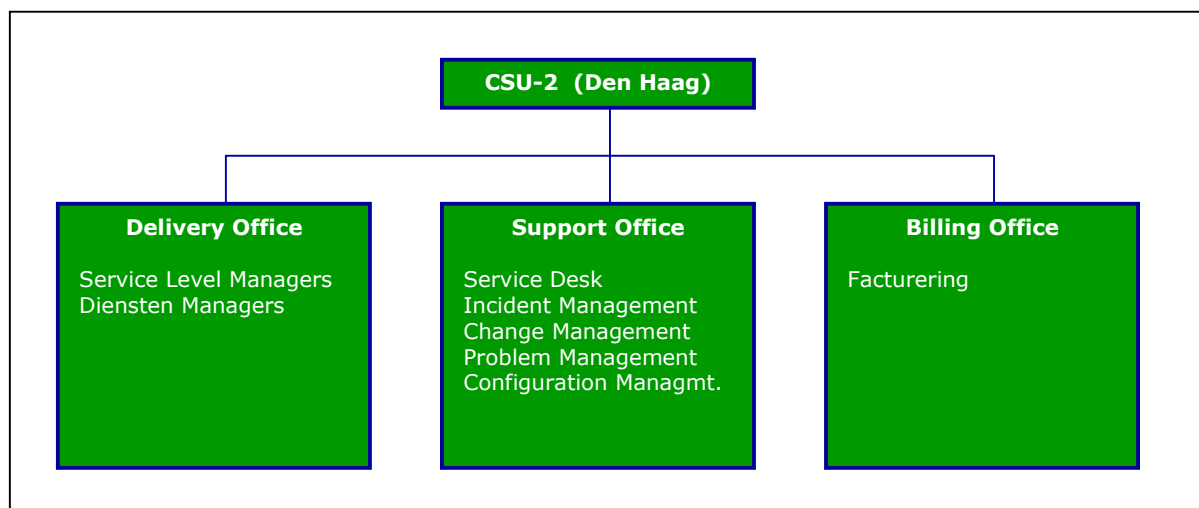 CSU-2 (Den Haag)
Delivery Office
Service Level Managers
Diensten Managers
Support Office
Service Desk
Incident Management
Change Management
Problem Management
Configuration Managmt.
Billing Office
Facturering